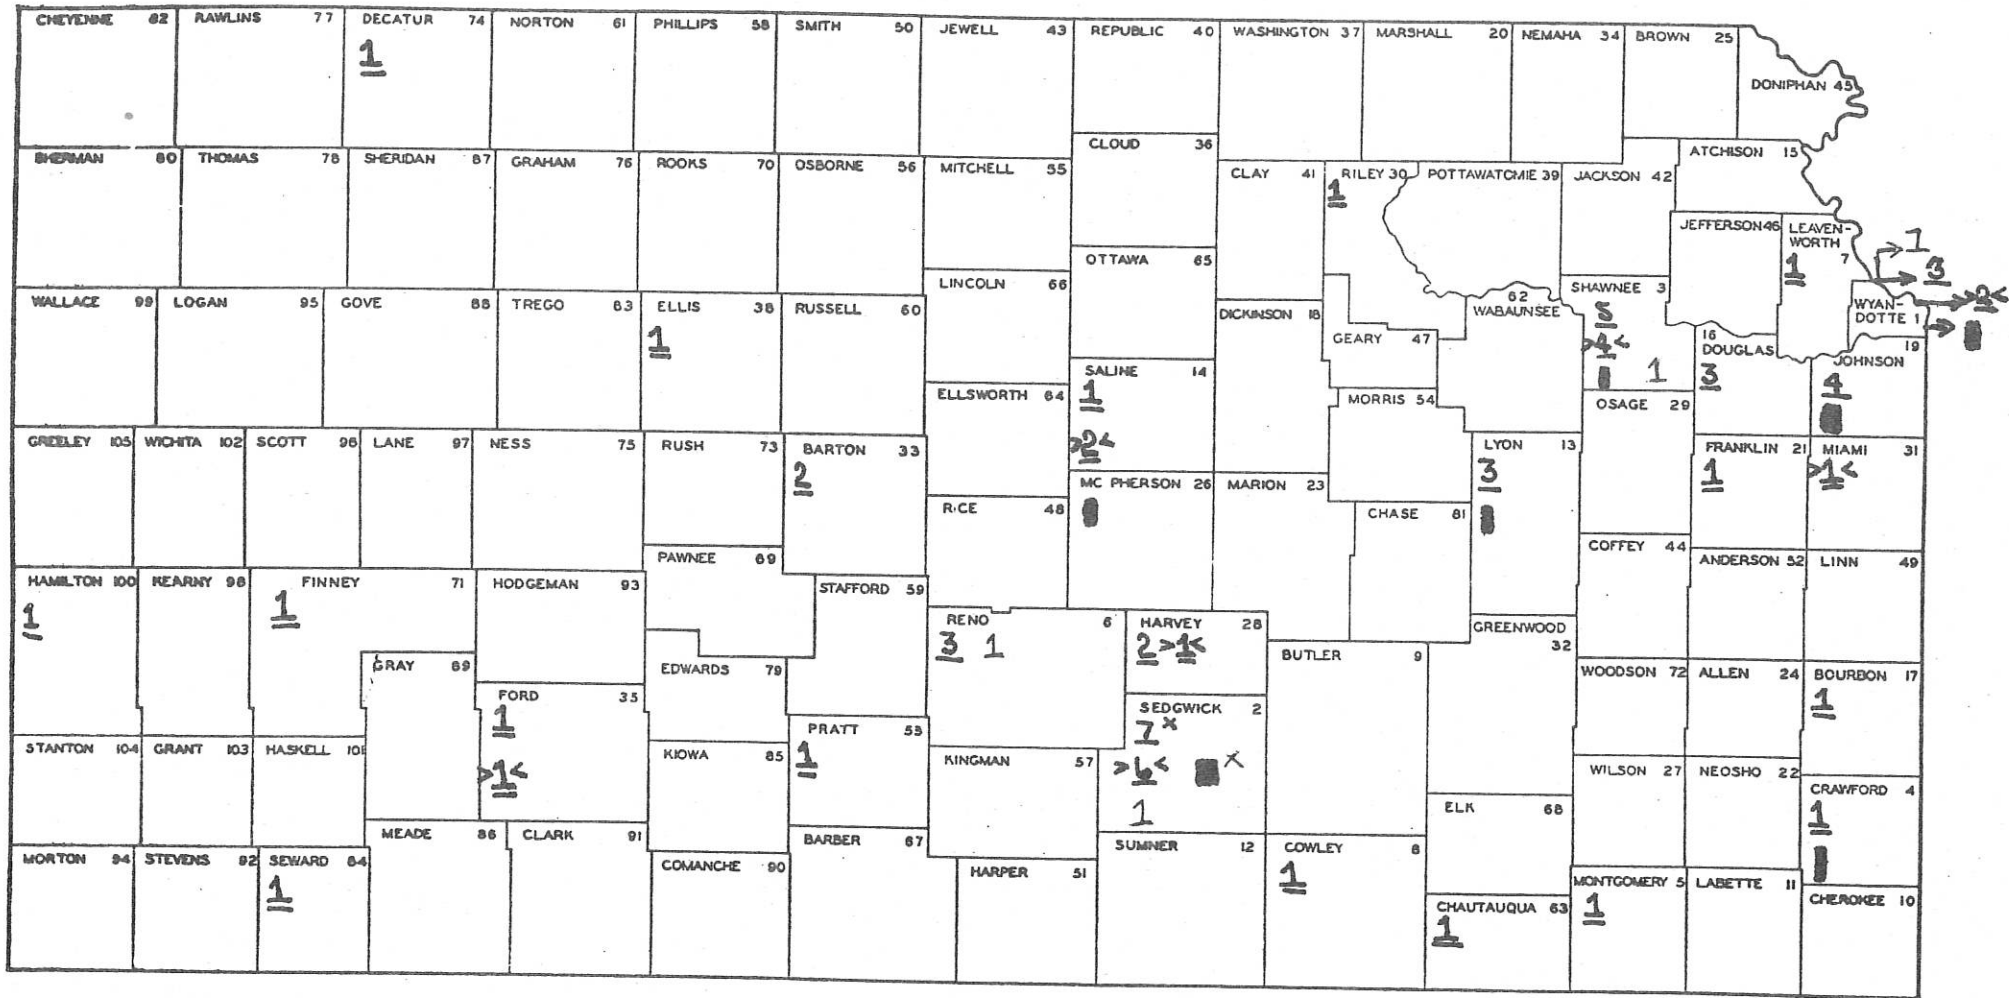 CHEYENNE 82 RAWLINS 77 DECATUR 74 NORTON 61 PHILLIPS 58 SMITH 50 JEWELL 43 REPUBLIC 40 WASHINGTON 37 MARSHALL 20 NEMAHA 34 BROWN 25
1
DONIPHAN 45
CLOUD 36
ATCHISON 15
SHERMAN 80 THOMAS 78 SHERIDAN 87 GRAHAM 76 ROOKS 70 OSBORNE 56 MITCHELL 55
CLAY 41 RILEY 30 POTTAWATOMIE 39 JACKSON 42
1
JEFFERSON 46 LEAVEN-
WORTH 7
1
1
3
OTTAWA 65
LINCOLN 66
SHAWNEE 3
5
>4<
1
WALLACE 99 LOGAN 95 GOVE 88 TREGO 83 ELLIS 38 RUSSELL 60
1
DICKINSON 18
62
WABAUNSEE
WYAN-
DOTTE 1
>2<
GEARY 47
16
DOUGLAS
3
19
JOHNSON
4
SALINE 14
1
>2<
ELLSWORTH 64
MORRIS 54
OSAGE 29
GREELEY 105 WICHITA 102 SCOTT 96 LANE 97 NESS 75 RUSH 73 BARTON 33
2
LYON 13
3
FRANKLIN 21
1
MIAMI 31
>1<
MC PHERSON 26 MARION 23
RICE 48
CHASE 81
COFFEY 44
ANDERSON 52 LINN 49
PAWNEE 69
HAMILTON 100 KEARNY 98 FINNEY 71 HODGEMAN 93 STAFFORD 59
1
1
RENO 6
3 1
HARVEY 28
2 >1<
GREENWOOD
32
GRAY 89
EDWARDS 79
BUTLER 9
WOODSON 72 ALLEN 24 BOURBON 17
1
FORD 35
1
>1<
SEDGWICK 2
7 x
>6< x
1
PRATT 53
1
STANTON 104 GRANT 103 HASKELL 101
KIOWA 85
KINGMAN 57
WILSON 27 NEOSHO 22
CRAWFORD 4
1
ELK 68
MEADE 86 CLARK 91
BARBER 67
SUMNER 12 COWLEY 8
1
MORTON 94 STEVENS 92 SEWARD 84
1
COMANCHE 90
HARPER 51
MONTGOMERY 5 LABETTE 11
1
CHEROKEE 10
CHAUTAUQUA 63
1